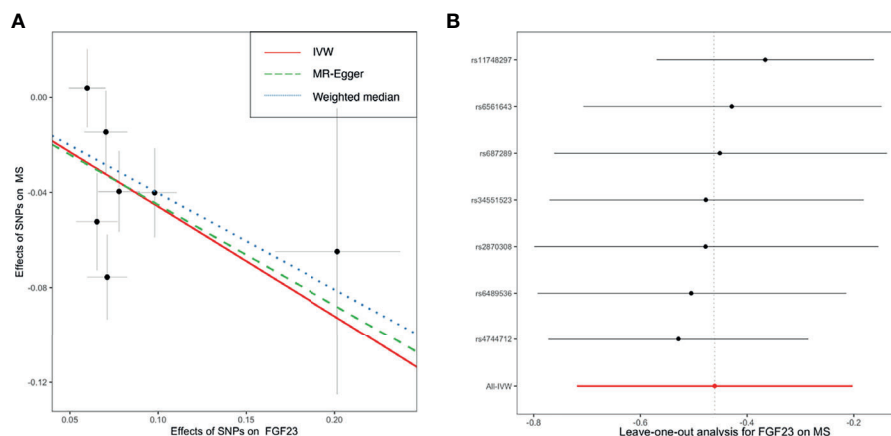 A
IVW
MR-Egger
Weighted median
Effects of SNPs on MS
0.00
-0.04
-0.08
-0.12
0.05
0.10
0.15
0.20
Effects of SNPs on FGF23
B
rs11748297
rs6561643
rs687289
rs34551523
rs2870308
rs6489536
rs4744712
All-IVW
-0.8
-0.6
-0.4
-0.2
Leave-one-out analysis for FGF23 on MS